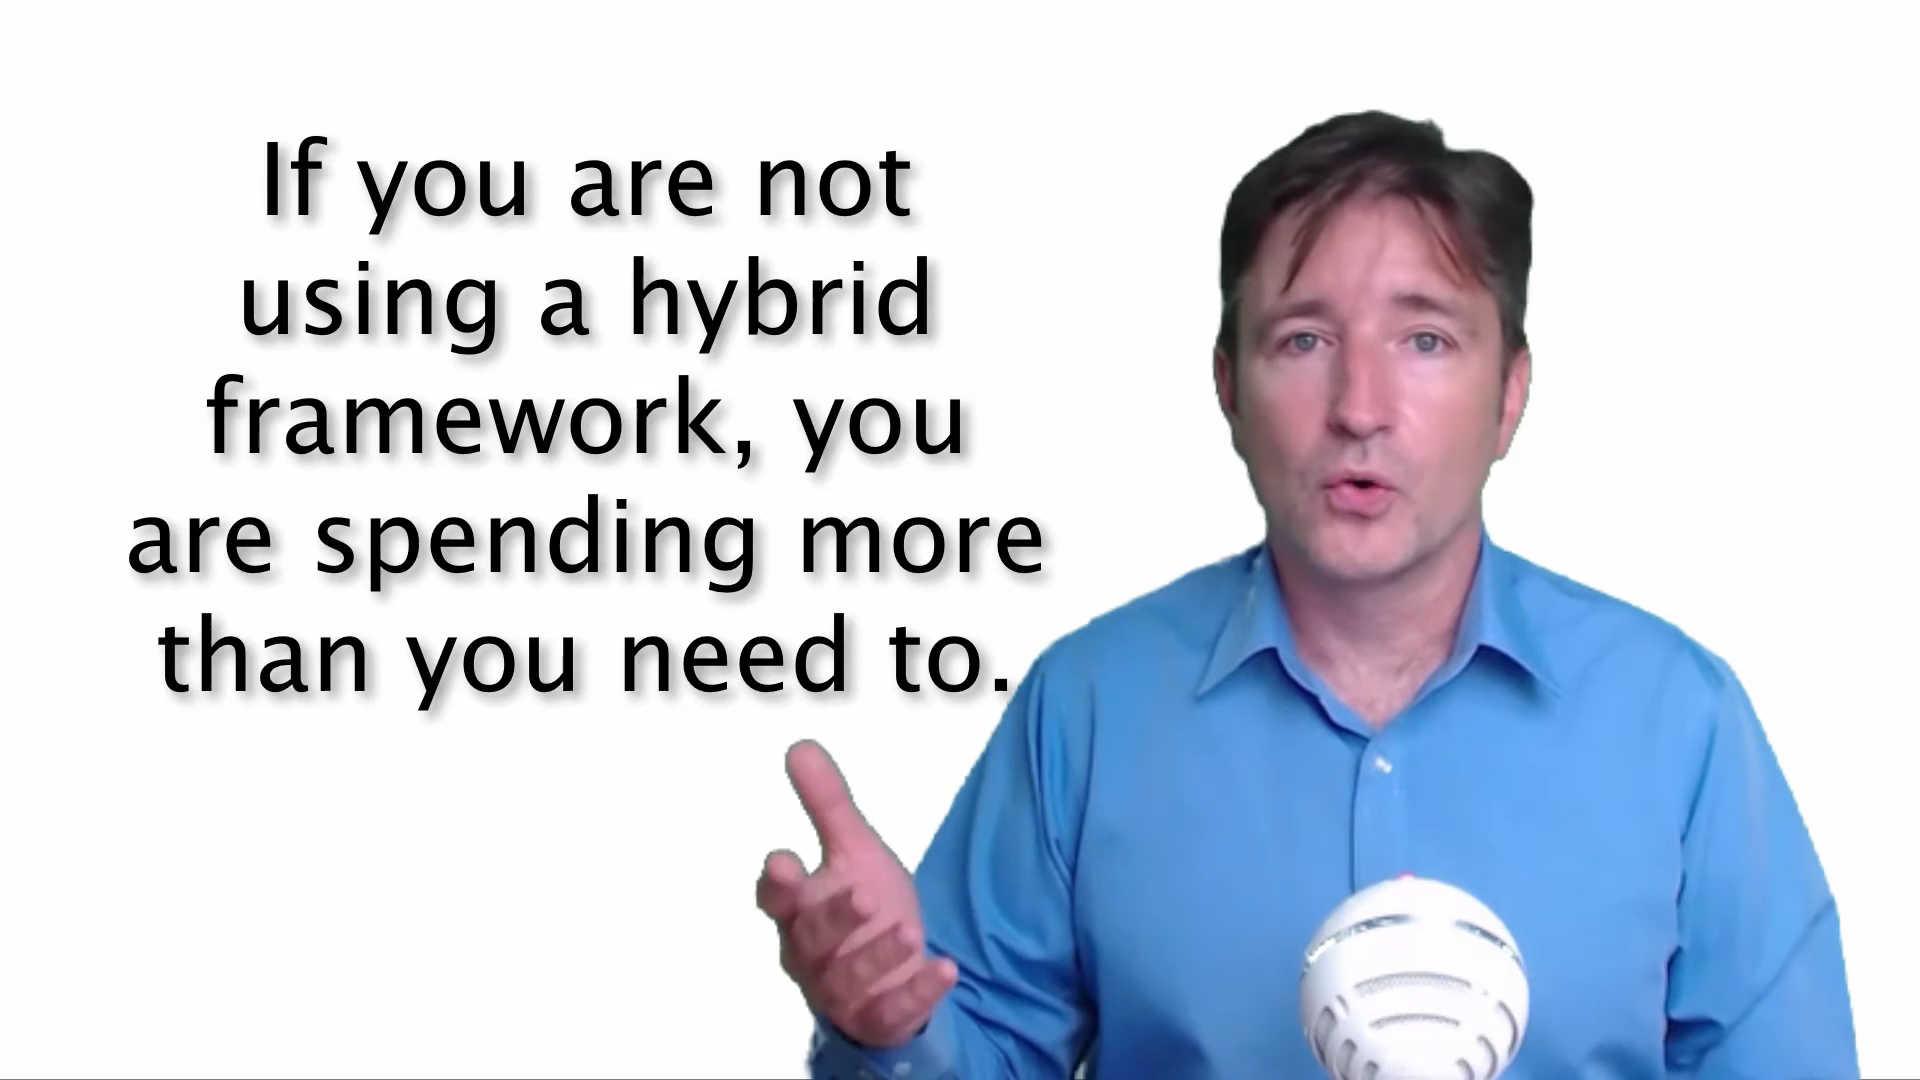 If you are not
using a hybrid
framework, you
are spending more
than you need to.